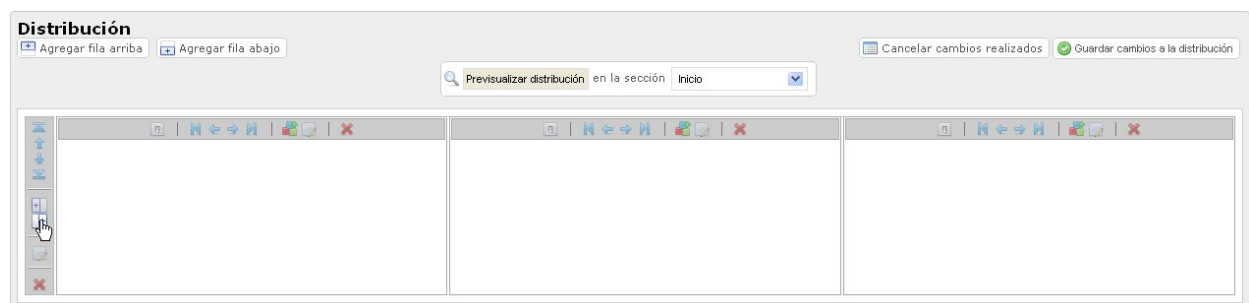 Distribución
Agregar fila arriba Agregar fila abajo Cancelar cambios realizados Guardar cambios a la distribución
Previsualizar distribución en la sección Inicio